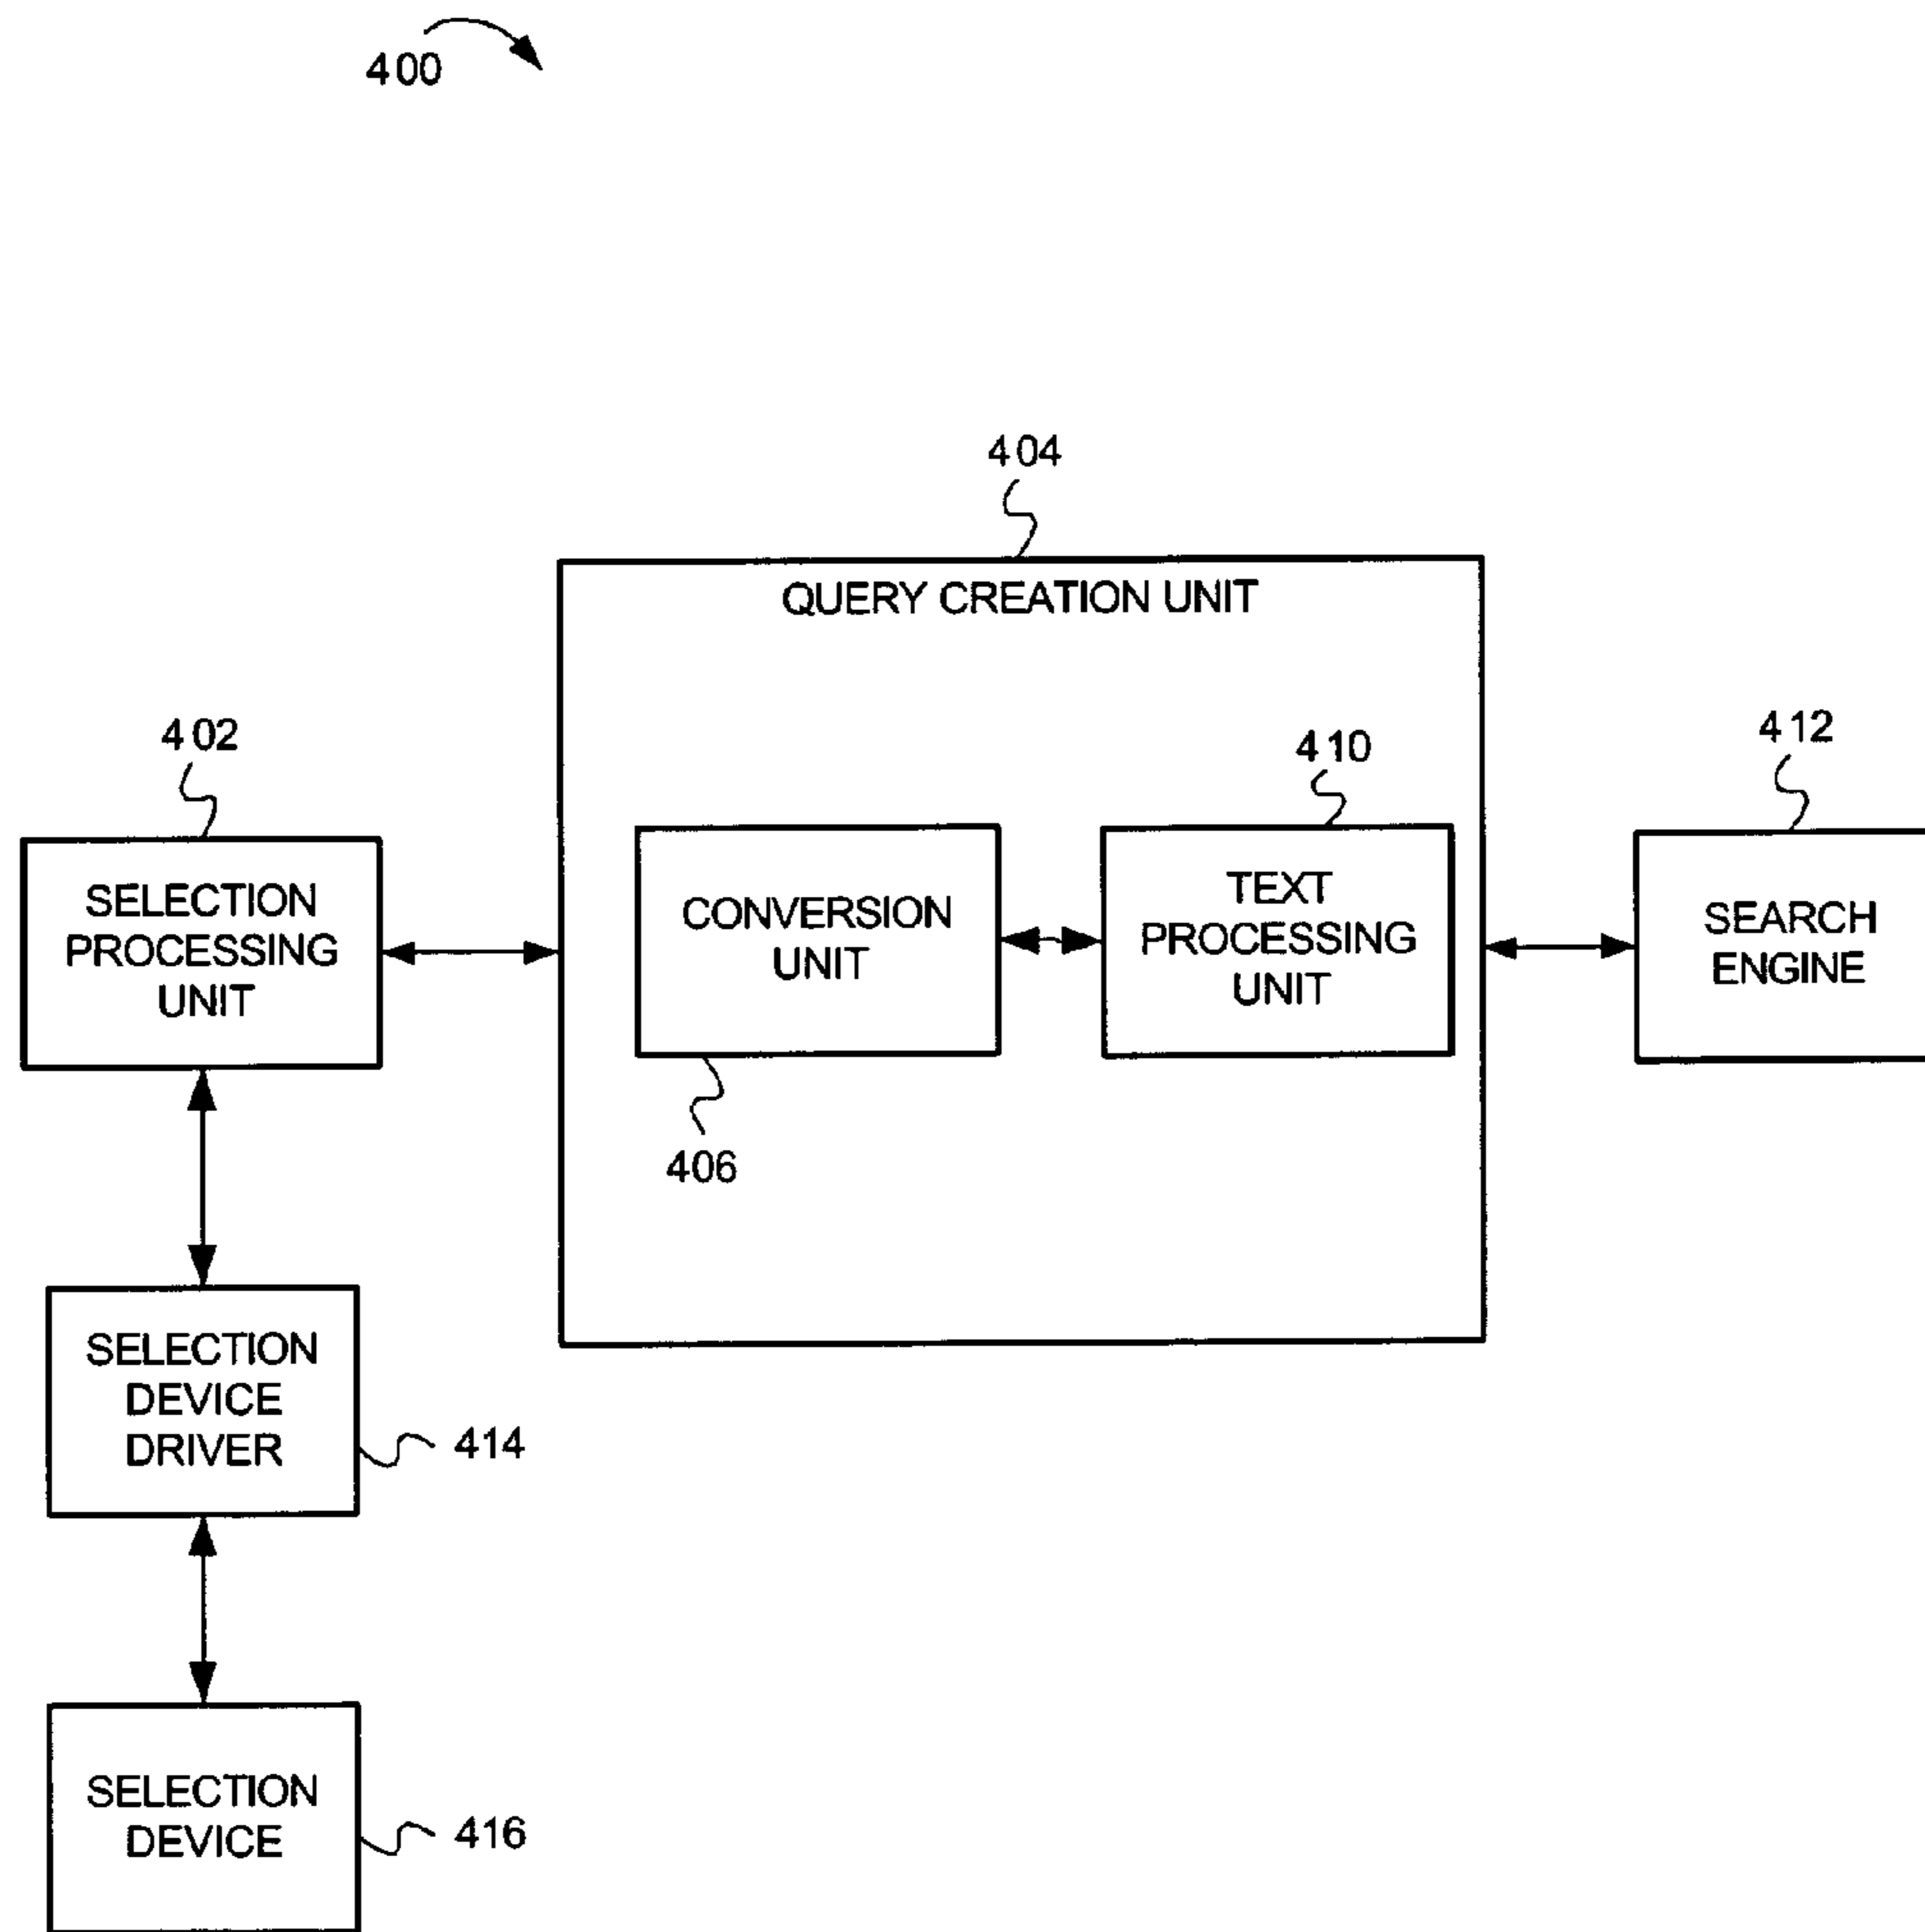 400
404
QUERY CREATION UNIT
402
410
412
SELECTION
PROCESSING
UNIT
CONVERSION
UNIT
TEXT
PROCESSING
UNIT
SEARCH
ENGINE
406
SELECTION
DEVICE
DRIVER
414
SELECTION
DEVICE
416